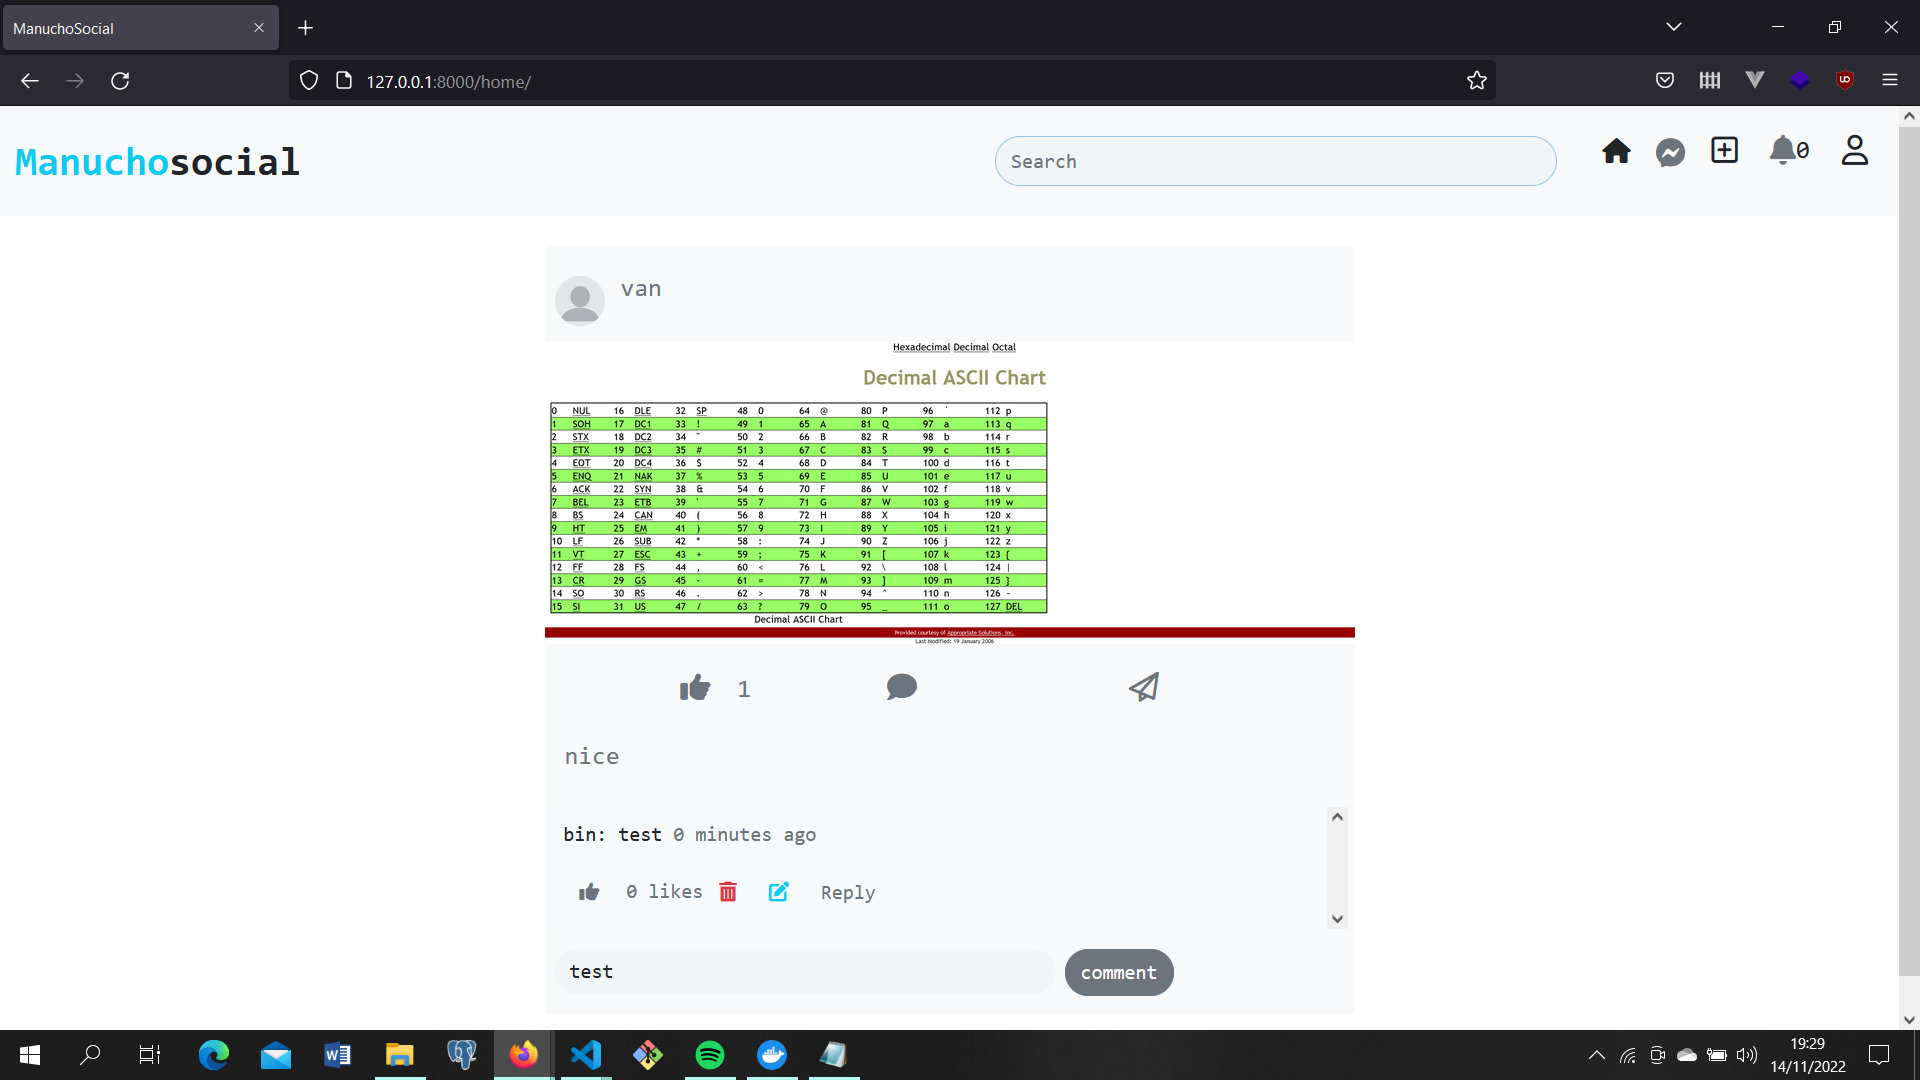 ManuchoSocial
127.0.0.1:8000/home/
Manuchosocial
Search
0
van
Hexadecimal Decimal Octal
Decimal ASCII Chart
0 NUL 16 DLE 32 SP 48 0 64 @ 80 P 96 ` 112 p
1 SOH 17 DC1 33 ! 49 1 65 A 81 Q 97 a 113 q
2 STX 18 DC2 34 " 50 2 66 B 82 R 98 b 114 r
3 ETX 19 DC3 35 # 51 3 67 C 83 S 99 c 115 s
4 EOT 20 DC4 36 $ 52 4 68 D 84 T 100 d 116 t
5 ENQ 21 NAK 37 % 53 5 69 E 85 U 101 e 117 u
6 ACK 22 SYN 38 & 54 6 70 F 86 V 102 f 118 v
7 BEL 23 ETB 39 ' 55 7 71 G 87 W 103 g 119 w
8 BS 24 CAN 40 ( 56 8 72 H 88 X 104 h 120 x
9 HT 25 EM 41 ) 57 9 73 I 89 Y 105 i 121 y
10 LF 26 SUB 42 * 58 : 74 J 90 Z 106 j 122 z
11 VT 27 ESC 43 + 59 ; 75 K 91 [ 107 k 123 {
12 FF 28 FS 44 , 60 < 76 L 92 \ 108 l 124 |
13 CR 29 GS 45 - 61 = 77 M 93 ] 109 m 125 }
14 SO 30 RS 46 . 62 > 78 N 94 ^ 110 n 126 ~
15 SI 31 US 47 / 63 ? 79 O 95 _ 111 o 127 DEL
Decimal ASCII Chart
Provided courtesy of Appropriate Solutions, Inc.
Last Modified: 19 January 2006
1
nice
bin: test 0 minutes ago
0 likes Reply
test
comment
19:29
14/11/2022